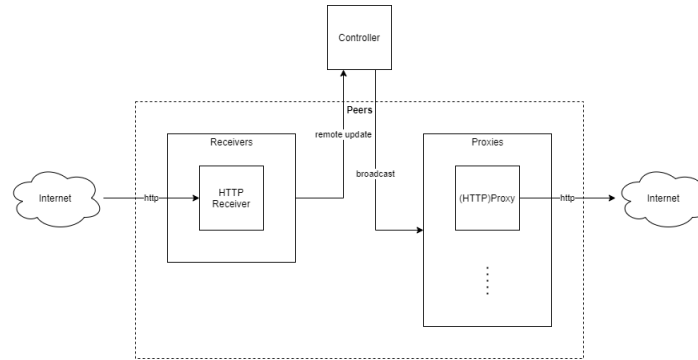 Controller
Peers
remote update
Receivers
Proxies
broadcast
Internet
http
HTTP
Receiver
(HTTP)Proxy
http
Internet